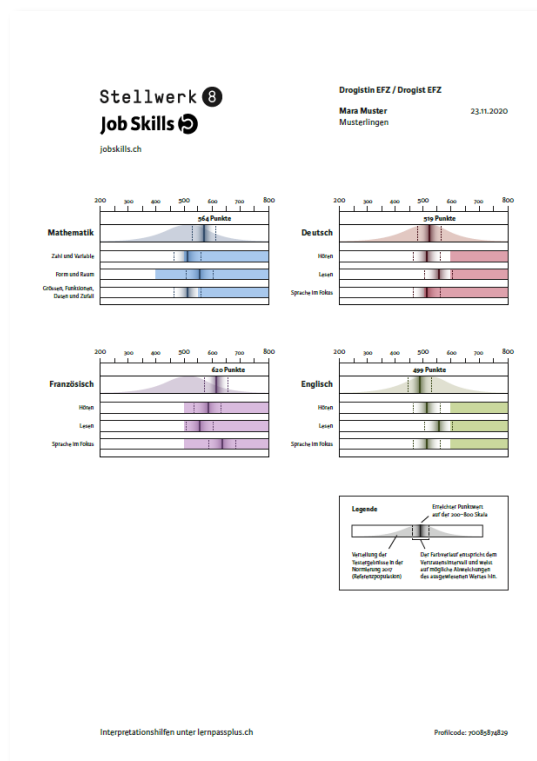 Stellwerk 8
Job Skills
jobskills.ch
Drogistin EFZ / Drogist EFZ
Mara Muster 23.11.2020
Musterlingen
200 300 400 500 600 700 800
564 Punkte
Mathematik
Zahl und Variable
Form und Raum
Grössen, Funktionen,
Daten und Zufall
200 300 400 500 600 700 800
519 Punkte
Deutsch
Hören
Lesen
Sprache im Fokus
200 300 400 500 600 700 800
620 Punkte
Französisch
Hören
Lesen
Sprache im Fokus
200 300 400 500 600 700 800
499 Punkte
Englisch
Hören
Lesen
Sprache im Fokus
Legende
Erreichter Punktwert
auf der 200–800 Skala
Verteilung der
Testergebnisse in der
Normierung 2017
(Referenzpopulation)
Der Farbverlauf entspricht dem
Vertrauensintervall und weist
auf mögliche Abweichungen
des ausgewiesenen Wertes hin.
Interpretationshilfen unter lernpassplus.ch
Profilcode: 70085874829